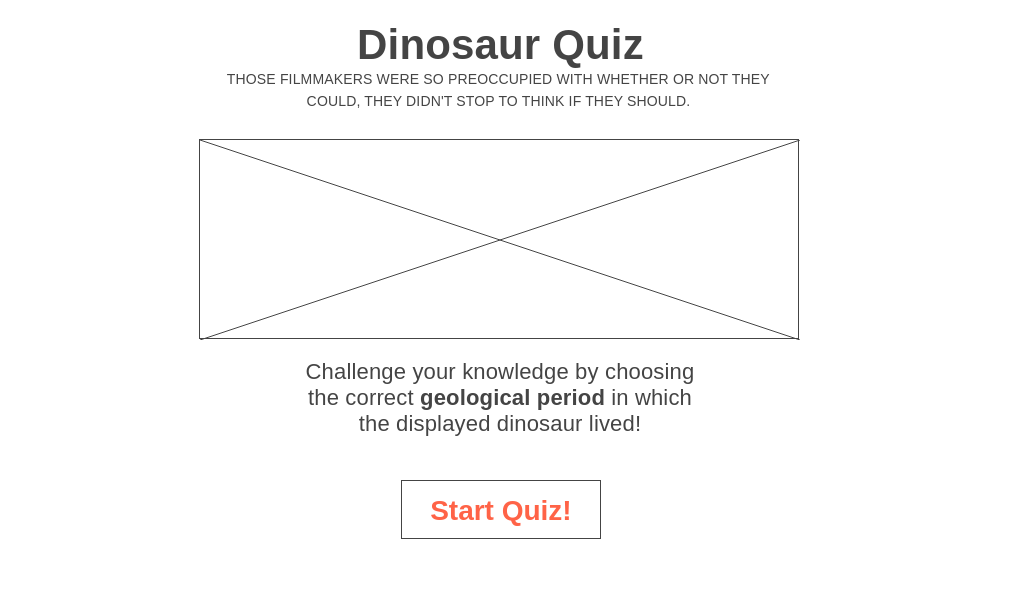 Dinosaur Quiz
THOSE FILMMAKERS WERE SO PREOCCUPIED WITH WHETHER OR NOT THEY
COULD, THEY DIDN'T STOP TO THINK IF THEY SHOULD.
Challenge your knowledge by choosing
the correct geological period in which
the displayed dinosaur lived!
Start Quiz!